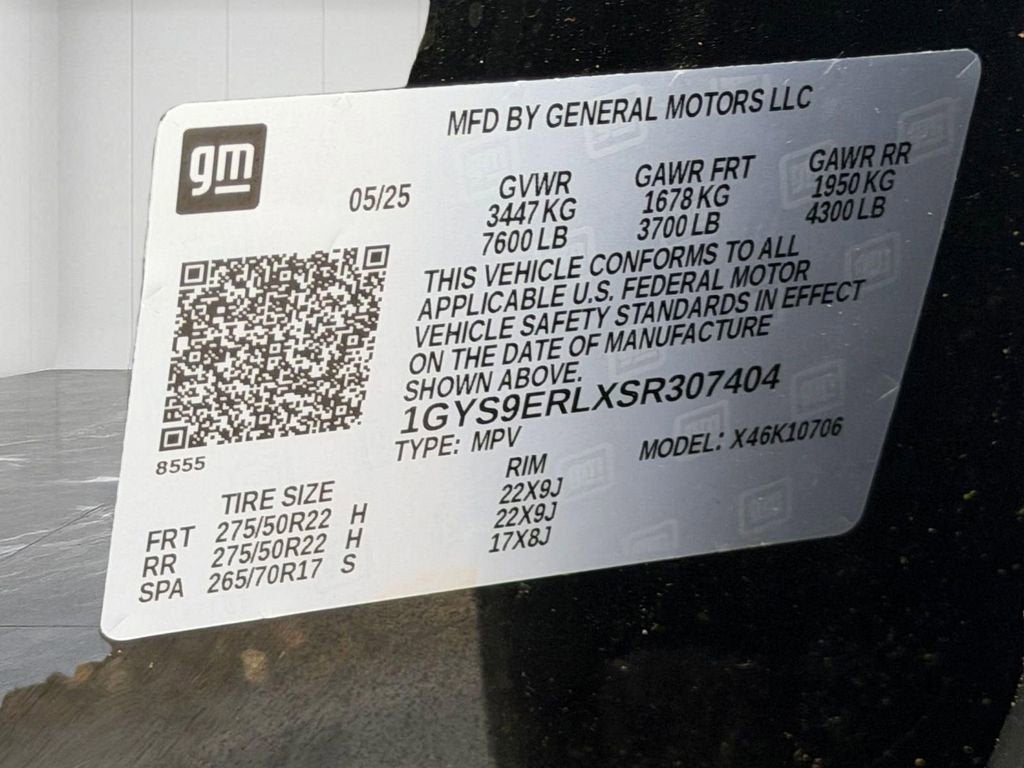 gm
MFD BY GENERAL MOTORS LLC
05/25
GVWR GAWR FRT GAWR RR
3447 KG 1678 KG 1950 KG
7600 LB 3700 LB 4300 LB
THIS VEHICLE CONFORMS TO ALL
APPLICABLE U.S. FEDERAL MOTOR
VEHICLE SAFETY STANDARDS IN EFFECT
ON THE DATE OF MANUFACTURE
SHOWN ABOVE.
1GYS9ERLXSR307404
TYPE: MPV MODEL: X46K10706
8555
TIRE SIZE RIM
FRT 275/50R22 H 22X9J
RR 275/50R22 H 22X9J
SPA 265/70R17 S 17X8J